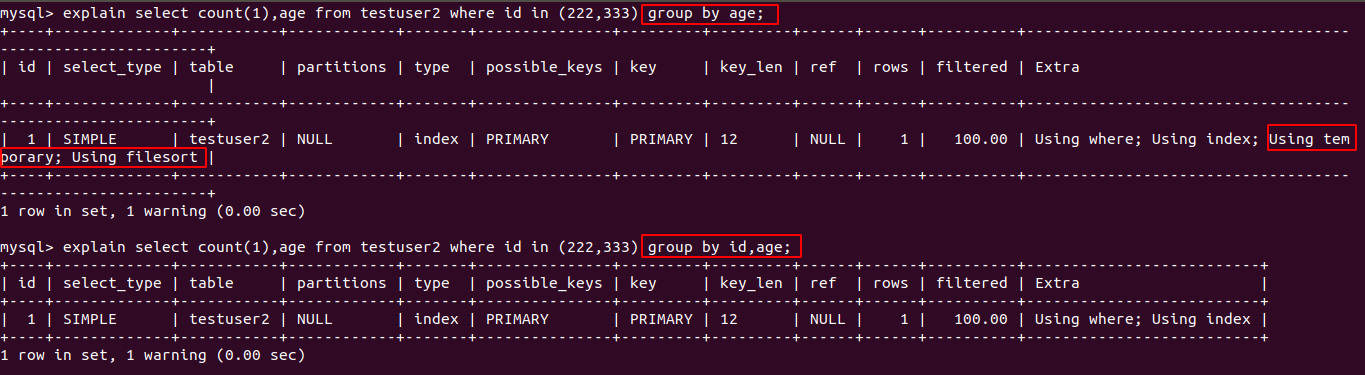 mysql> explain select count(1),age from testuser2 where id in (222,333) group by age;
+----+-------------+-----------+------------+-------+---------------+---------+---------+------+------+----------+------------------------------------
-----------------------+
| id | select_type | table     | partitions | type  | possible_keys | key     | key_len | ref  | rows | filtered | Extra
                       |
+----+-------------+-----------+------------+-------+---------------+---------+---------+------+------+----------+------------------------------------
-----------------------+
|  1 | SIMPLE      | testuser2 | NULL       | index | PRIMARY       | PRIMARY | 12      | NULL |    1 |   100.00 | Using where; Using index; Using tem
porary; Using filesort |
+----+-------------+-----------+------------+-------+---------------+---------+---------+------+------+----------+------------------------------------
-----------------------+
1 row in set, 1 warning (0.00 sec)
mysql> explain select count(1),age from testuser2 where id in (222,333) group by id,age;
+----+-------------+-----------+------------+-------+---------------+---------+---------+------+------+----------+--------------------------+
| id | select_type | table     | partitions | type  | possible_keys | key     | key_len | ref  | rows | filtered | Extra                    |
+----+-------------+-----------+------------+-------+---------------+---------+---------+------+------+----------+--------------------------+
|  1 | SIMPLE      | testuser2 | NULL       | index | PRIMARY       | PRIMARY | 12      | NULL |    1 |   100.00 | Using where; Using index |
+----+-------------+-----------+------------+-------+---------------+---------+---------+------+------+----------+--------------------------+
1 row in set, 1 warning (0.00 sec)